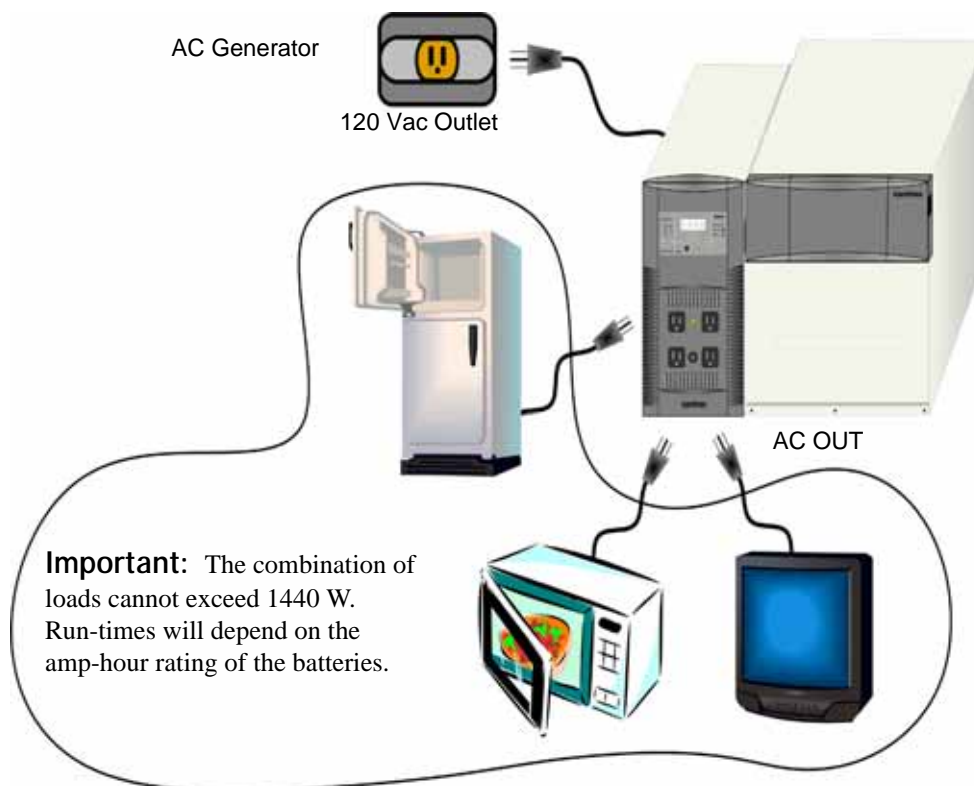 AC Generator
120 Vac Outlet
AC OUT
Important: The combination of
loads cannot exceed 1440 W.
Run-times will depend on the
amp-hour rating of the batteries.